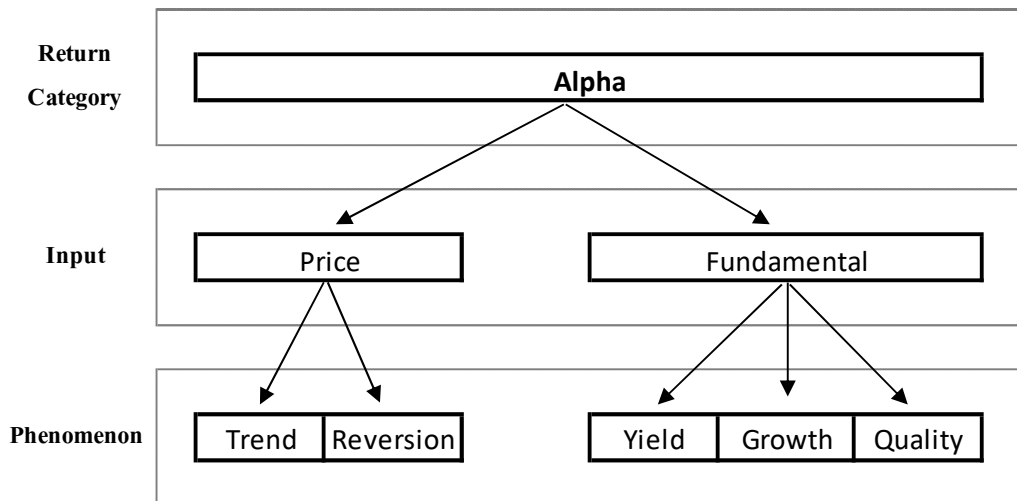 Return
Category
Alpha
Input
Price
Fundamental
Phenomenon
Trend
Reversion
Yield
Growth
Quality